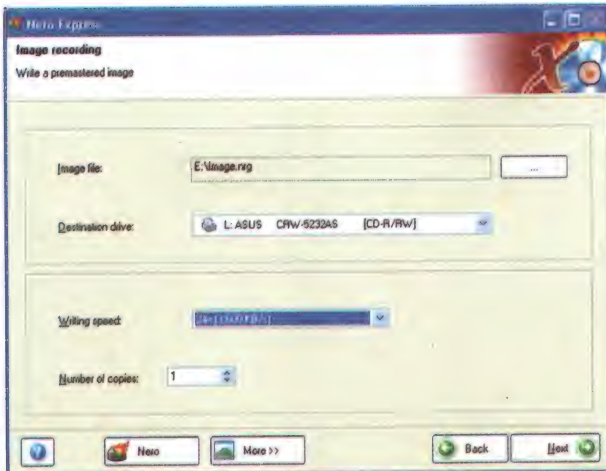 Nero Express
Image recording
Write a premastered image
Image file:
E:\Image.nrg
...
Destination drive:
L: ASUS CRW-5232AS [CD-R/RW]
Writing speed:
Number of copies:
1
Nero
More >>
Back
Next